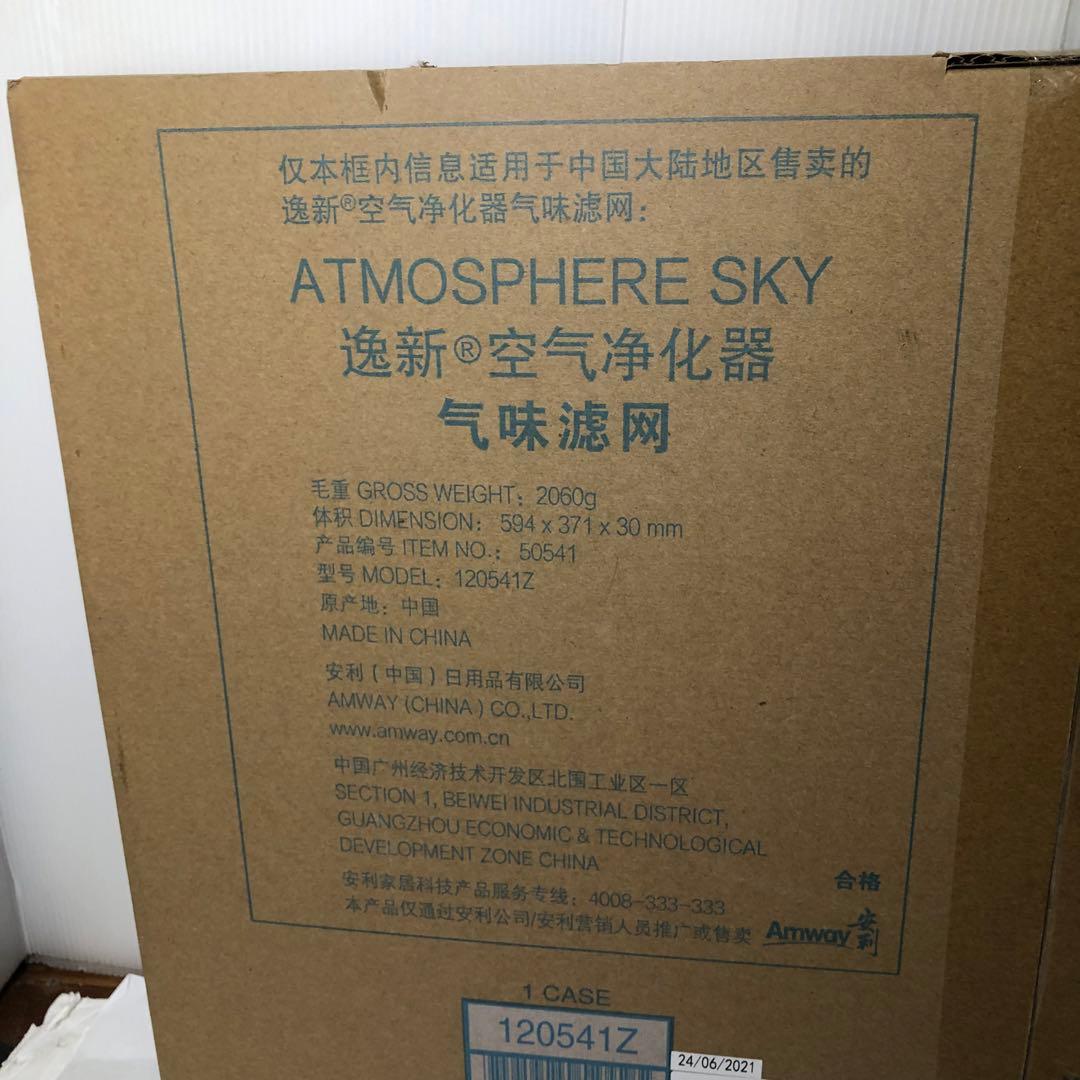 仅本框内信息适用于中国大陆地区售卖的
逸新®空气净化器气味滤网：
ATMOSPHERE SKY
逸新®空气净化器
气味滤网
毛重 GROSS WEIGHT：2060g
体积 DIMENSION：594 x 371 x 30 mm
产品编号 ITEM NO.：50541
型号 MODEL：120541Z
原产地：中国
MADE IN CHINA
安利（中国）日用品有限公司
AMWAY (CHINA) CO.,LTD.
www.amway.com.cn
中国广州经济技术开发区北围工业区一区
SECTION 1, BEIWEI INDUSTRIAL DISTRICT,
GUANGZHOU ECONOMIC & TECHNOLOGICAL
DEVELOPMENT ZONE CHINA
安利家居科技产品服务专线：4008-333-333
本产品仅通过安利公司/安利营销人员推广或售卖
合格
Amway 安利
1 CASE
120541Z
24/06/2021